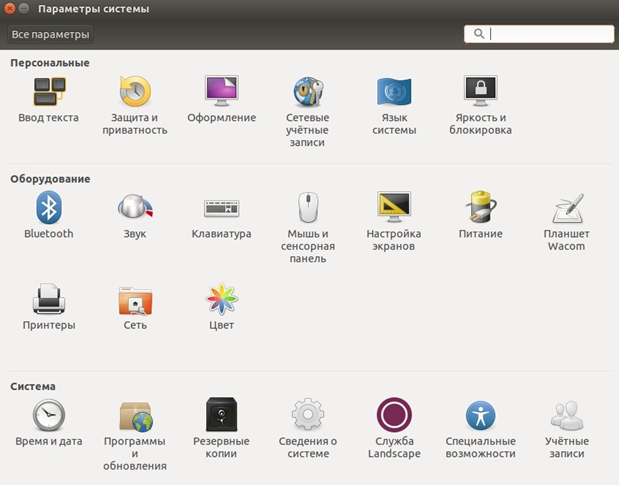 Параметры системы
Все параметры
Персональные
Ввод текста
Защита и приватность
Оформление
Сетевые учётные записи
Язык системы
Яркость и блокировка
Оборудование
Bluetooth
Звук
Клавиатура
Мышь и сенсорная панель
Настройка экранов
Питание
Планшет Wacom
Принтеры
Сеть
Цвет
Система
Время и дата
Программы и обновления
Резервные копии
Сведения о системе
Служба Landscape
Специальные возможности
Учётные записи